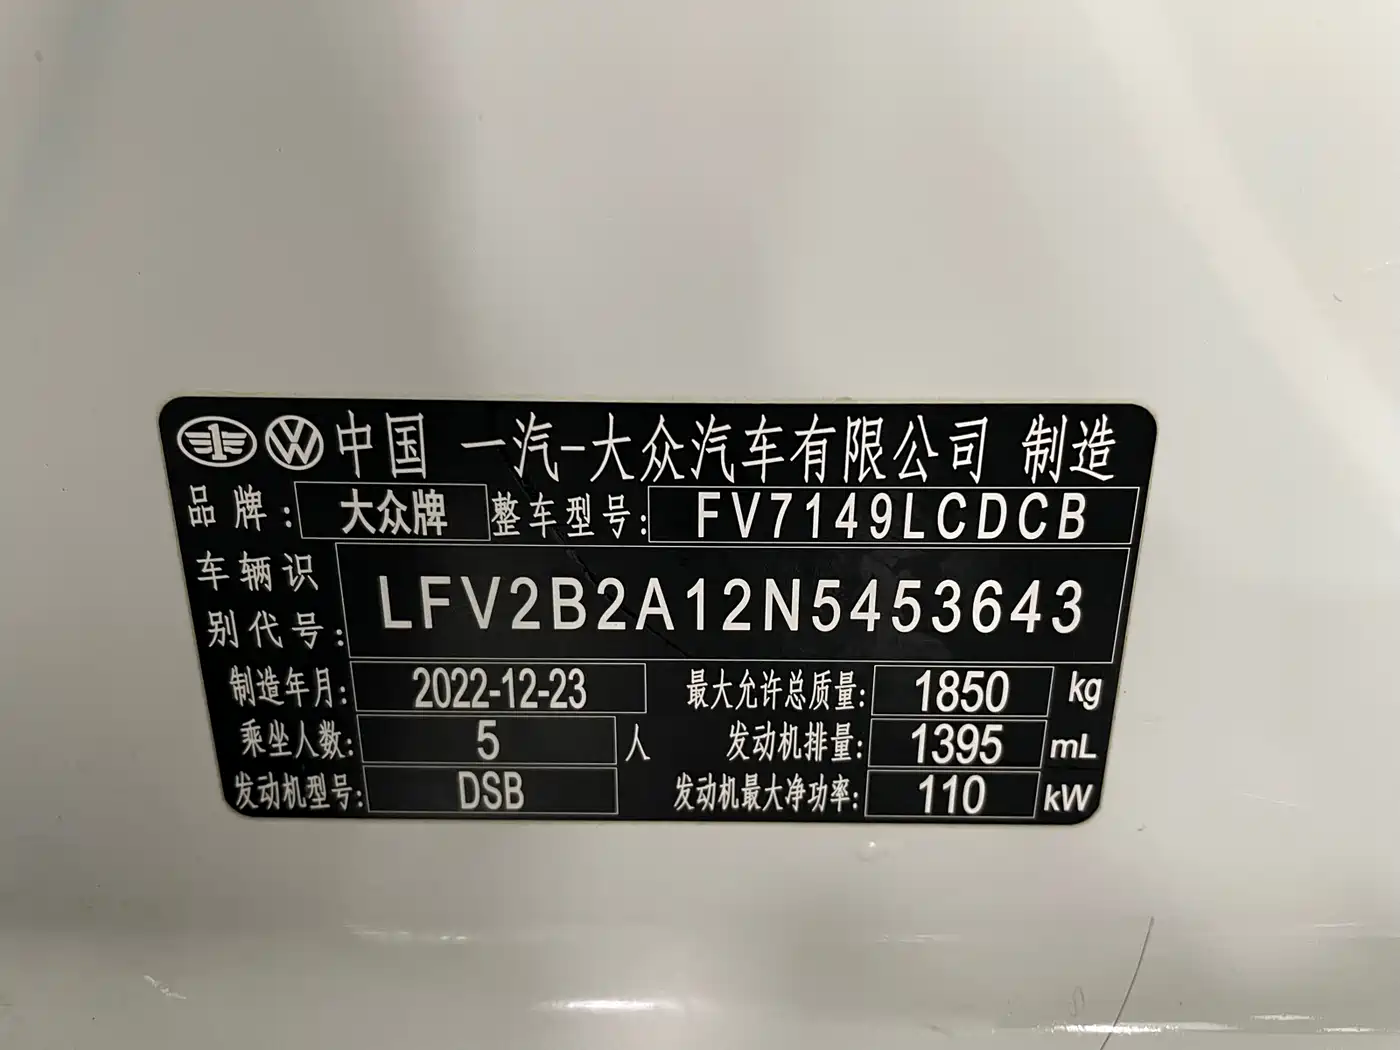 中国 一汽-大众汽车有限公司 制造
品牌: 大众牌 整车型号: FV7149LCDCB
车辆识别代号: LFV2B2A12N5453643
制造年月: 2022-12-23 最大允许总质量: 1850 kg
乘坐人数: 5 人 发动机排量: 1395 mL
发动机型号: DSB 发动机最大净功率: 110 kW